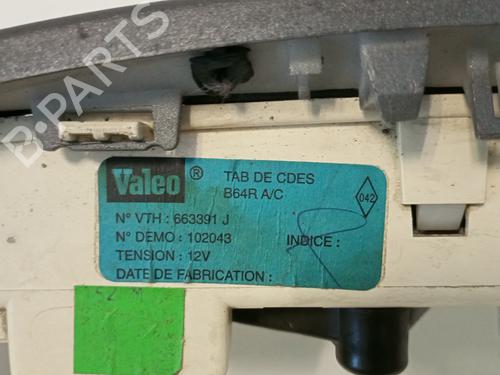 B-PARTS
Valeo ®
TAB DE CDES
B64R A/C
042
N° VTH : 663391 J
N° DEMO : 102043
INDICE :
TENSION : 12V
DATE DE FABRICATION :